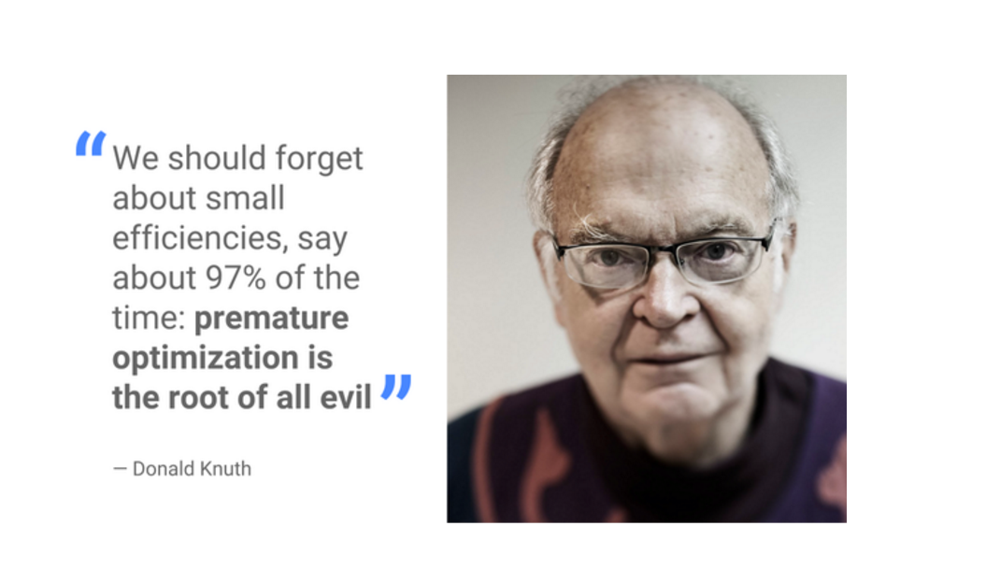 “We should forget
about small
efficiencies, say
about 97% of the
time: premature
optimization is
the root of all evil”
— Donald Knuth